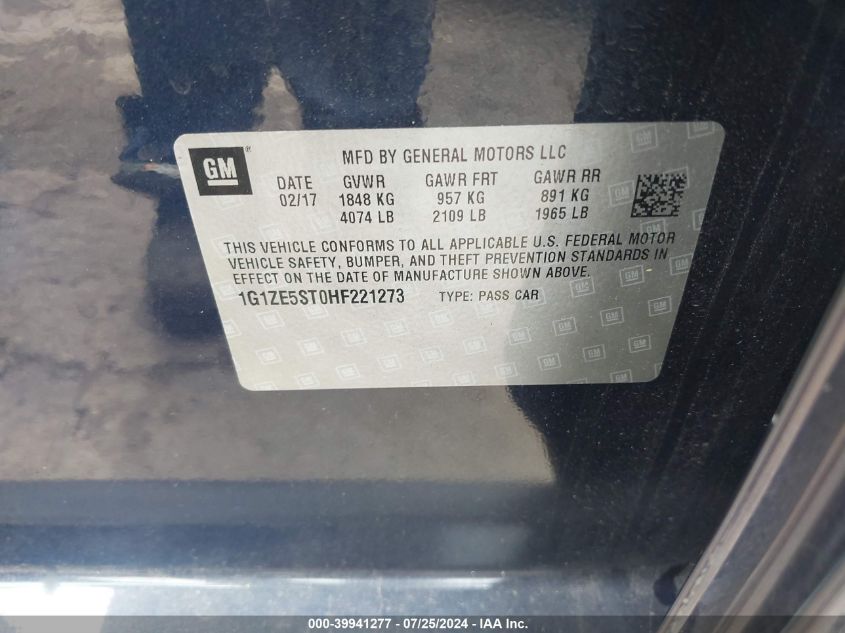 GM
MFD BY GENERAL MOTORS LLC
DATE GVWR GAWR FRT GAWR RR
02/17 1848 KG 957 KG 891 KG
4074 LB 2109 LB 1965 LB
THIS VEHICLE CONFORMS TO ALL APPLICABLE U.S. FEDERAL MOTOR
VEHICLE SAFETY, BUMPER, AND THEFT PREVENTION STANDARDS IN
EFFECT ON THE DATE OF MANUFACTURE SHOWN ABOVE.
1G1ZE5ST0HF221273 TYPE: PASS CAR
000-39941277 - 07/25/2024 - IAA Inc.